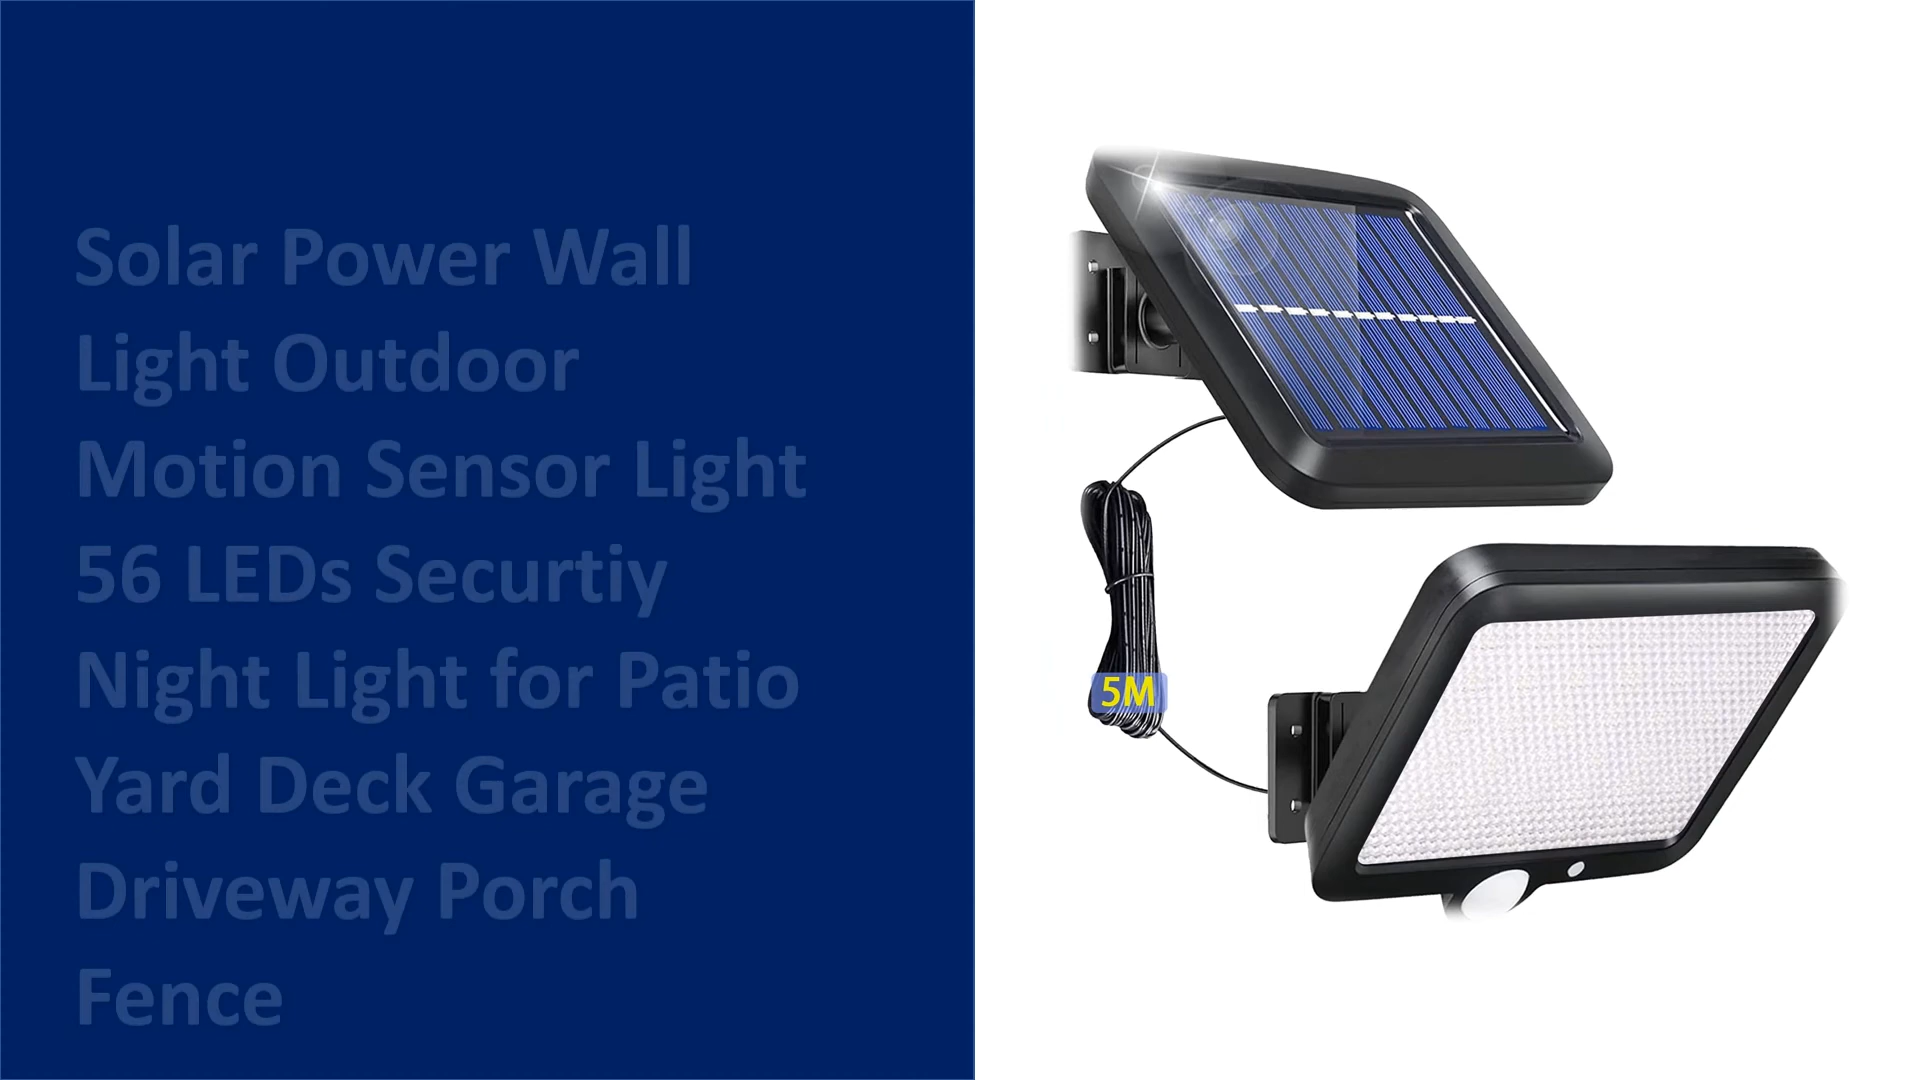 Solar Power Wall
Light Outdoor
Motion Sensor Light
56 LEDs Securtiy
Night Light for Patio
Yard Deck Garage
Driveway Porch
Fence
5M